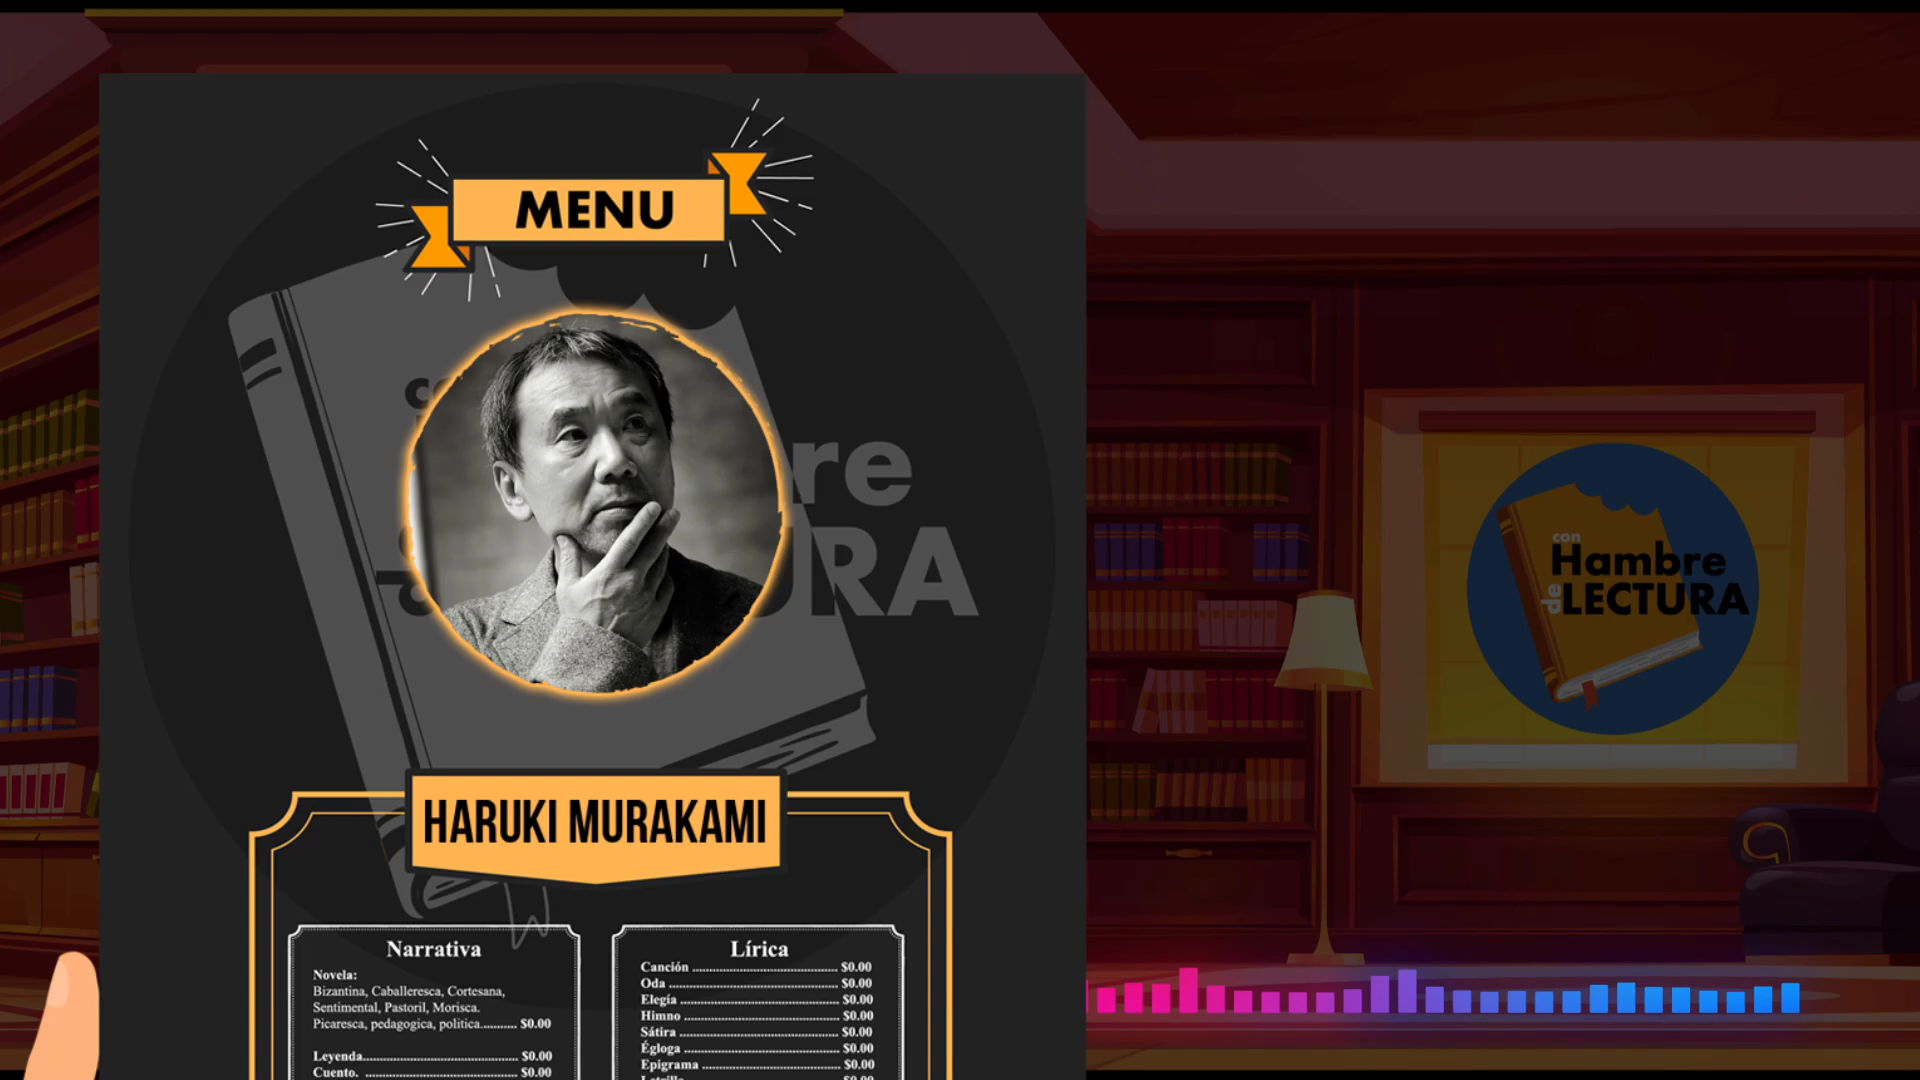 MENU
re
RA
HARUKI MURAKAMI
Narrativa
Novela:
Bizantina, Caballeresca, Cortesana,
Sentimental, Pastoril, Morisca.
Picaresca, pedagogica, politica.......... $0.00
Leyenda................................................ $0.00
Cuento. ............................................... $0.00
Lírica
Canción ............................................. $0.00
Oda ..................................................... $0.00
Elegía .................................................. $0.00
Himno ................................................ $0.00
Sátira .................................................. $0.00
Égloga ................................................. $0.00
Epigrama ........................................... $0.00
con
Hambre
de LECTURA